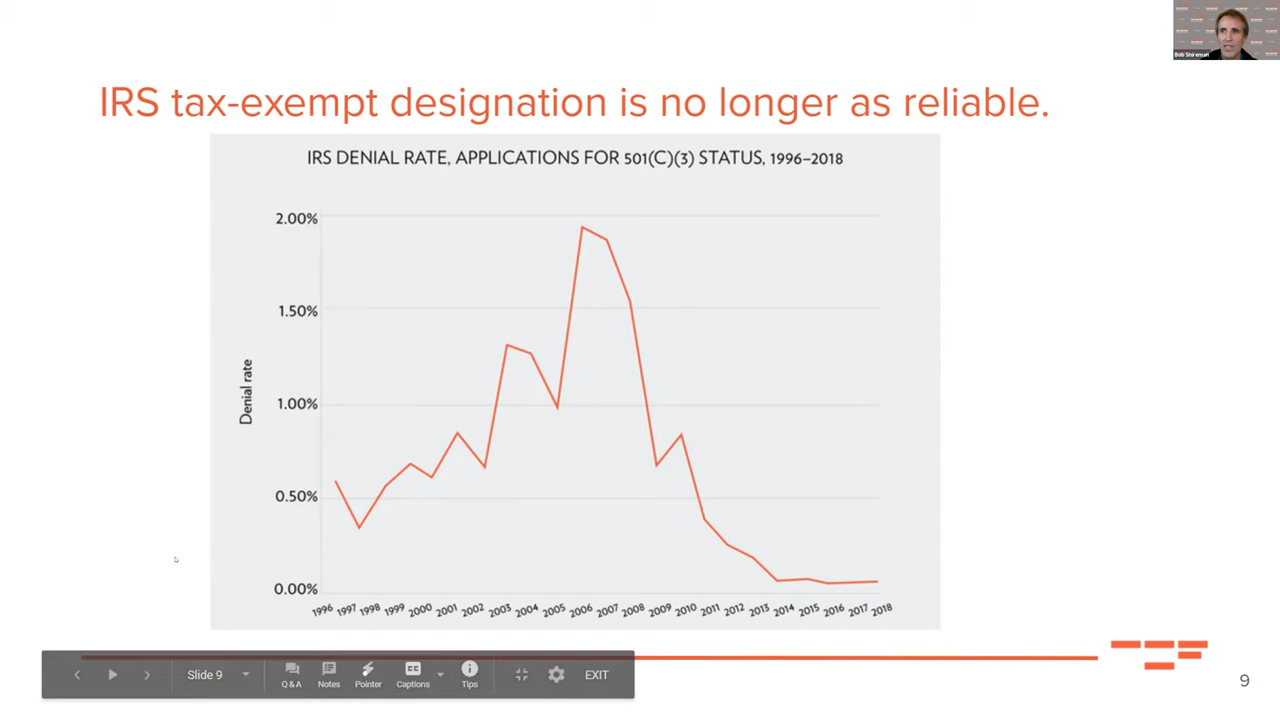 Bob Shireman
IRS tax-exempt designation is no longer as reliable.
IRS DENIAL RATE, APPLICATIONS FOR 501(C)(3) STATUS, 1996–2018
2.00%
1.50%
1.00%
0.50%
0.00%
Denial rate
1996 1997 1998 1999 2000 2001 2002 2003 2004 2005 2006 2007 2008 2009 2010 2011 2012 2013 2014 2015 2016 2017 2018
Slide 9
Q & A
Notes
Pointer
CC
Captions
Tips
EXIT
9